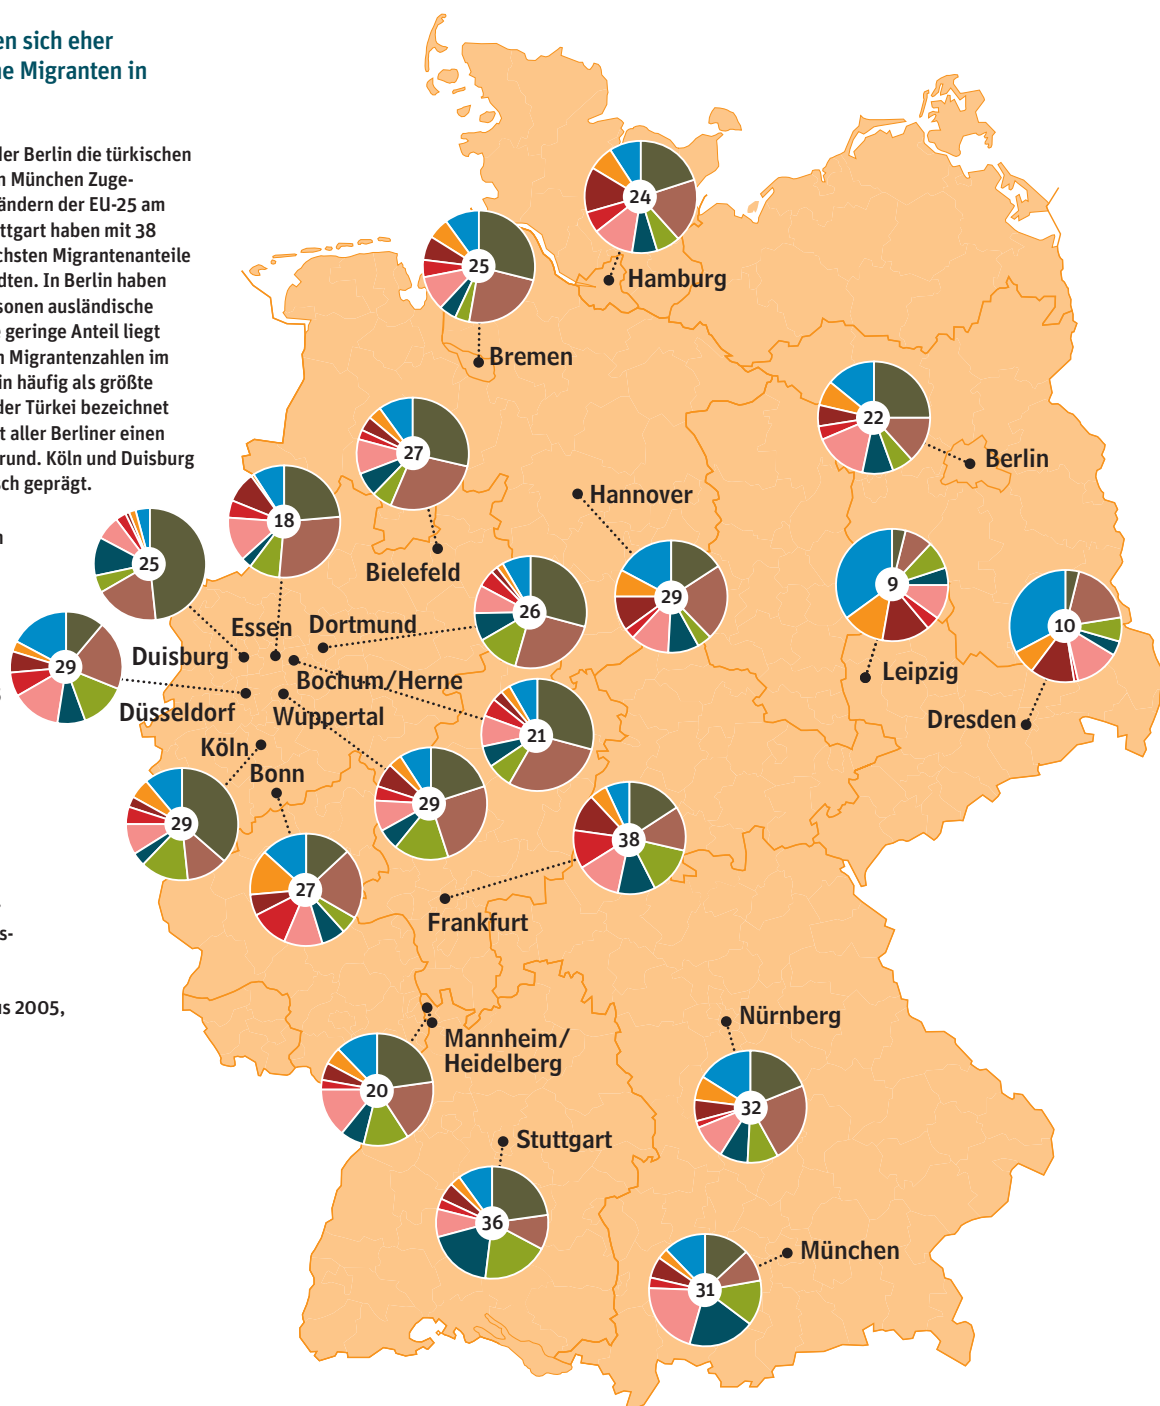 en sich eher
ne Migranten in
der Berlin die türkischen
n München Zuge-
ändern der EU-25 am
ttgart haben mit 38
chsten Migrantenanteile
dten. In Berlin haben
sonen ausländische
e geringe Anteil liegt
n Migrantenzahlen im
in häufig als größte
der Türkei bezeichnet
t aller Berliner einen
rund. Köln und Duisburg
sch geprägt.
n
s-
us 2005,
24
Hamburg
25
Bremen
22
Berlin
27
Bielefeld
18
Essen
Hannover
29
25
Duisburg
Dortmund
26
9
Leipzig
10
Dresden
29
Düsseldorf
Bochum/Herne
21
Wuppertal
29
Köln
29
Bonn
27
38
Frankfurt
Mannheim/
Heidelberg
20
Nürnberg
32
Stuttgart
36
München
31